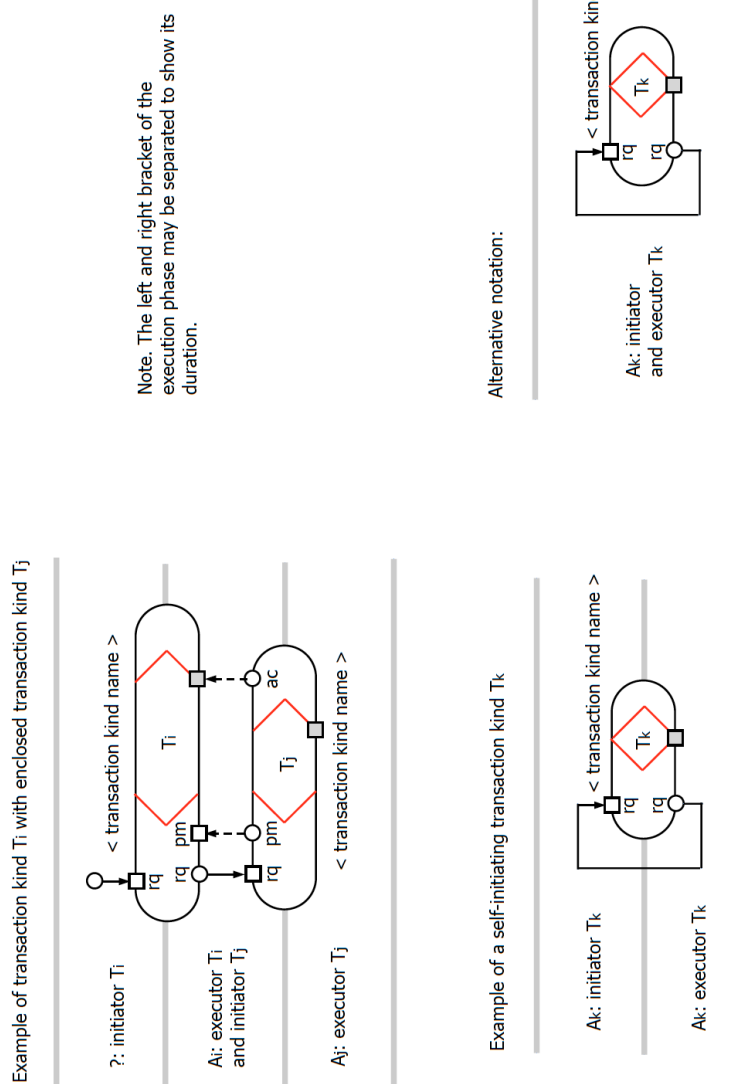 Example of transaction kind Ti with enclosed transaction kind Tj
< transaction kind name >
?: initiator Ti
rq
Ti
rq
pm
Ai: executor Ti
and initiator Tj
rq
pm
ac
Tj
Aj: executor Tj
< transaction kind name >
Note. The left and right bracket of the
execution phase may be separated to show its
duration.
Example of a self-initiating transaction kind Tk
< transaction kind name >
Ak: initiator Tk
rq
Tk
rq
Ak: executor Tk
Alternative notation:
< transaction kin
rq
Tk
rq
Ak: initiator
and executor Tk